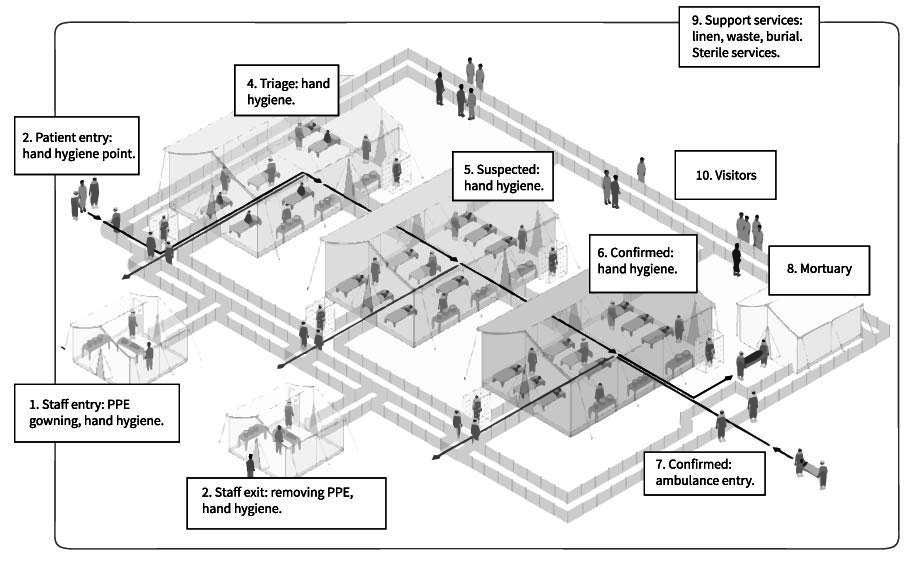 9. Support services:
linen, waste, burial.
Sterile services.
4. Triage: hand
hygiene.
2. Patient entry:
hand hygiene point.
5. Suspected:
hand hygiene.
10. Visitors
6. Confirmed:
hand hygiene.
8. Mortuary
1. Staff entry: PPE
gowning, hand hygiene.
7. Confirmed:
ambulance entry.
2. Staff exit: removing PPE,
hand hygiene.